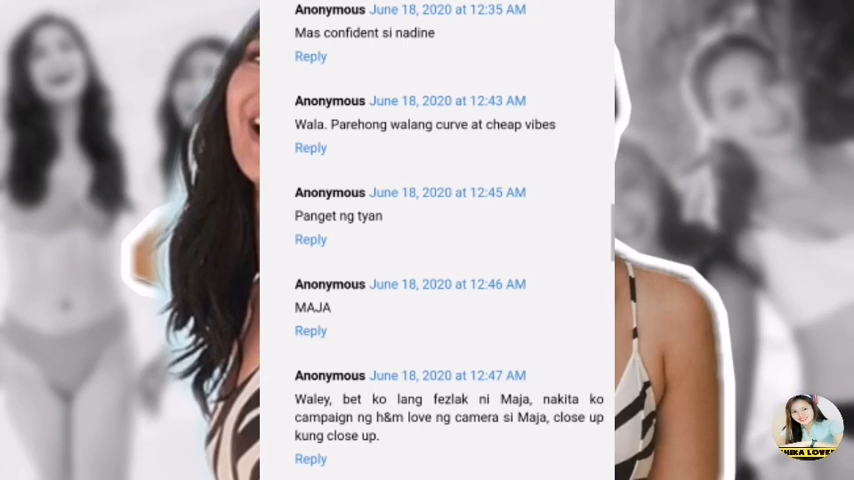 Anonymous June 18, 2020 at 12:35 AM
Mas confident si nadine
Reply
Anonymous June 18, 2020 at 12:43 AM
Wala. Parehong walang curve at cheap vibes
Reply
Anonymous June 18, 2020 at 12:45 AM
Panget ng tyan
Reply
Anonymous June 18, 2020 at 12:46 AM
MAJA
Reply
Anonymous June 18, 2020 at 12:47 AM
Waley, bet ko lang fezlak ni Maja, nakita ko
campaign ng h&m love ng camera si Maja, close up
kung close up.
Reply